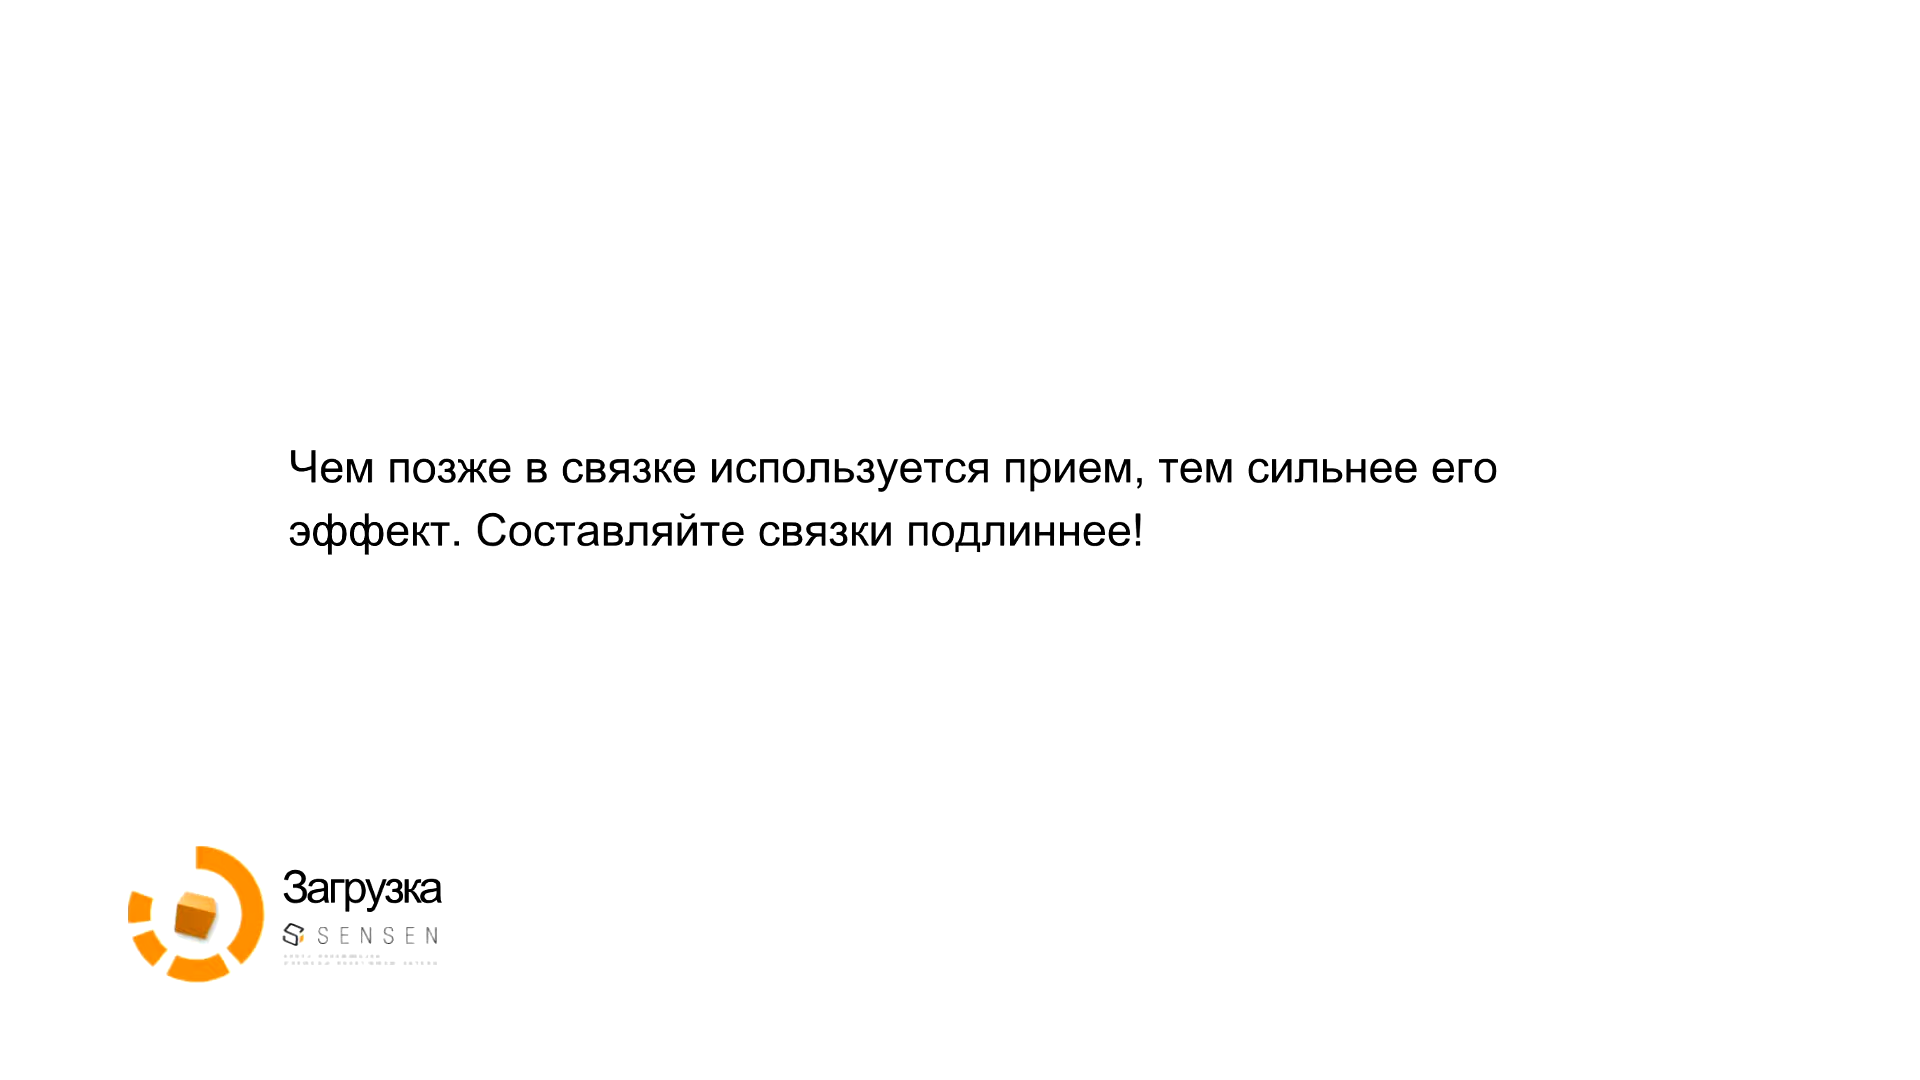 Чем позже в связке используется прием, тем сильнее его
эффект. Составляйте связки подлиннее!
Загрузка
SENSEN